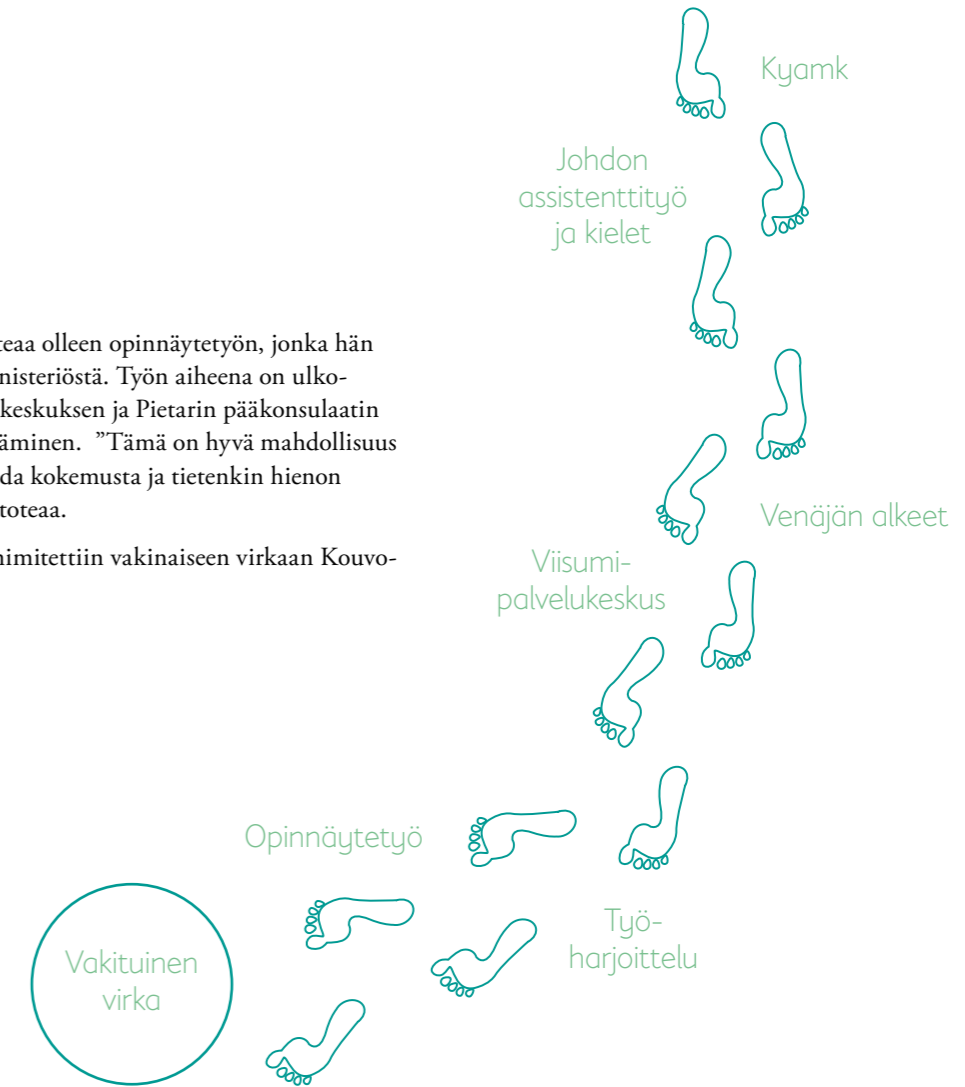 Kyamk
Johdon
assistenttityö
ja kielet
teaa olleen opinnäytetyön, jonka hän
nisteriöstä. Työn aiheena on ulko-
keskuksen ja Pietarin pääkonsulaatin
täminen. ”Tämä on hyvä mahdollisuus
da kokemusta ja tietenkin hienon
toteaa.
nimitettiin vakinaiseen virkaan Kouvo-
Venäjän alkeet
Viisumi-
palvelukeskus
Opinnäytetyö
Työ-
harjoittelu
Vakituinen
virka